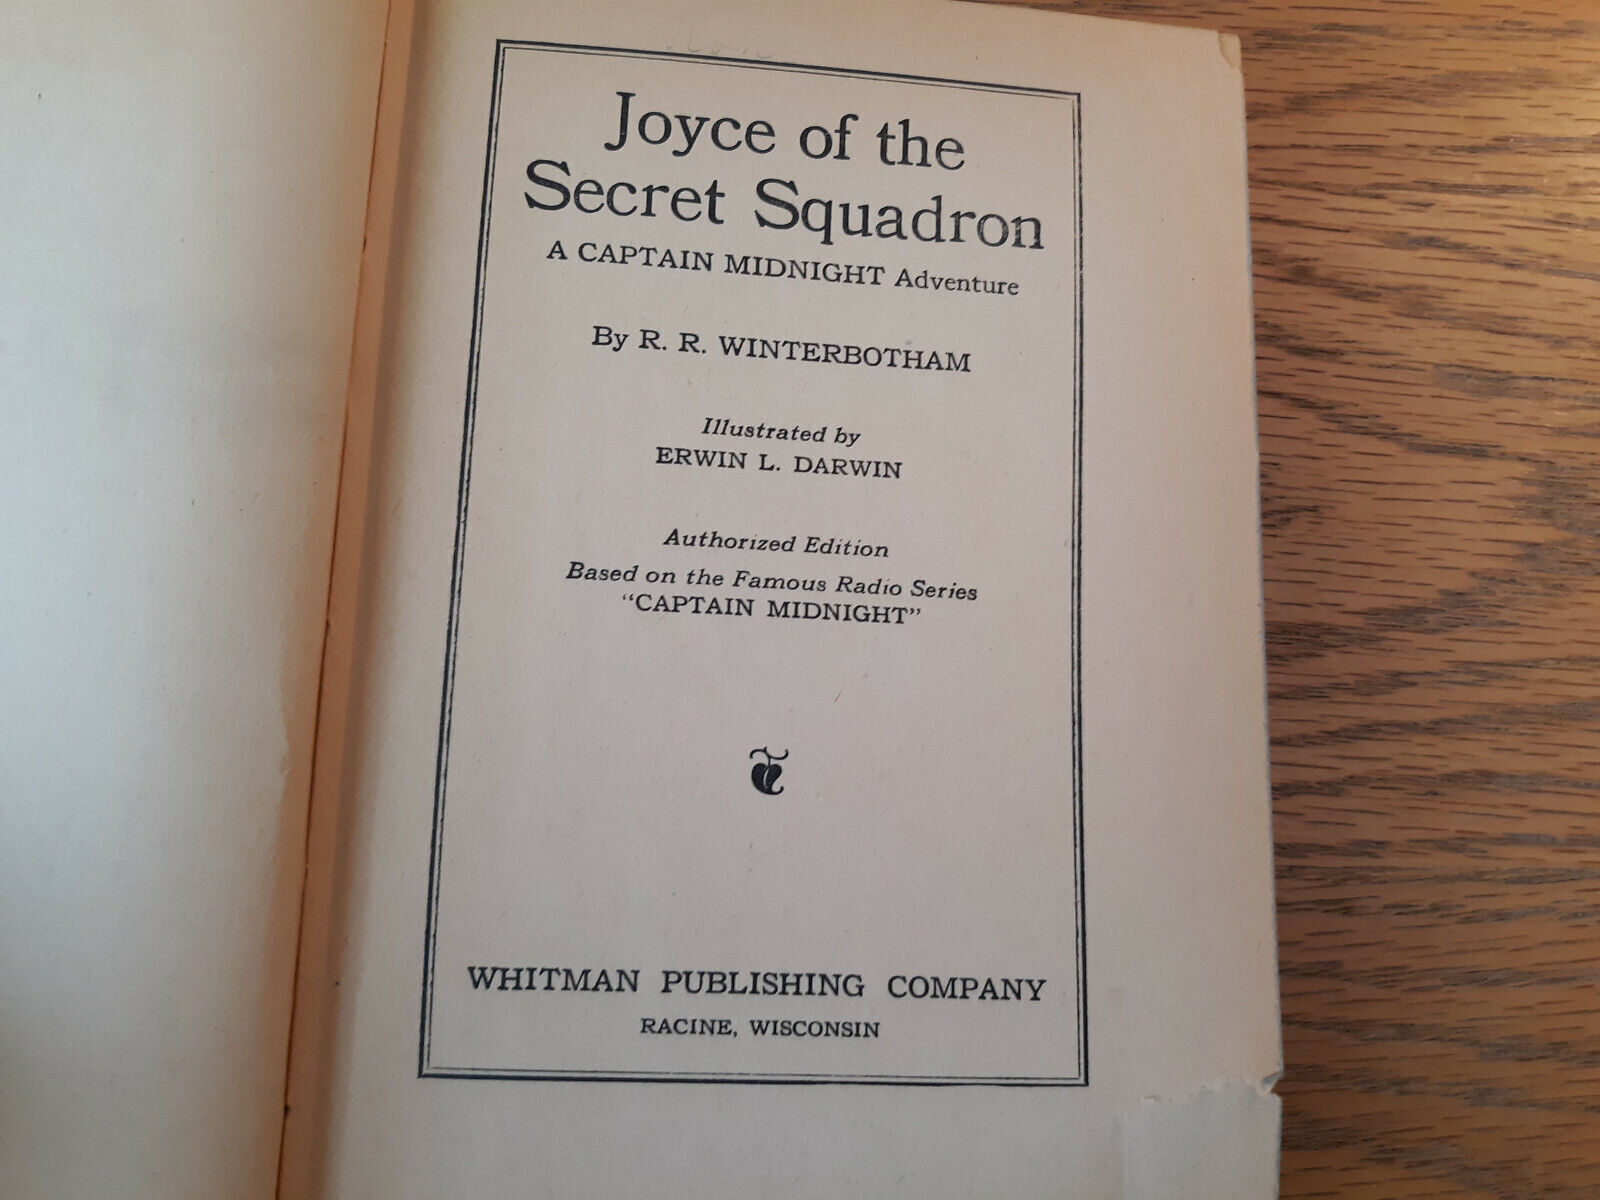 Joyce of the
Secret Squadron
A CAPTAIN MIDNIGHT Adventure
By R. R. WINTERBOTHAM
Illustrated by
ERWIN L. DARWIN
Authorized Edition
Based on the Famous Radio Series
“CAPTAIN MIDNIGHT”
WHITMAN PUBLISHING COMPANY
RACINE, WISCONSIN